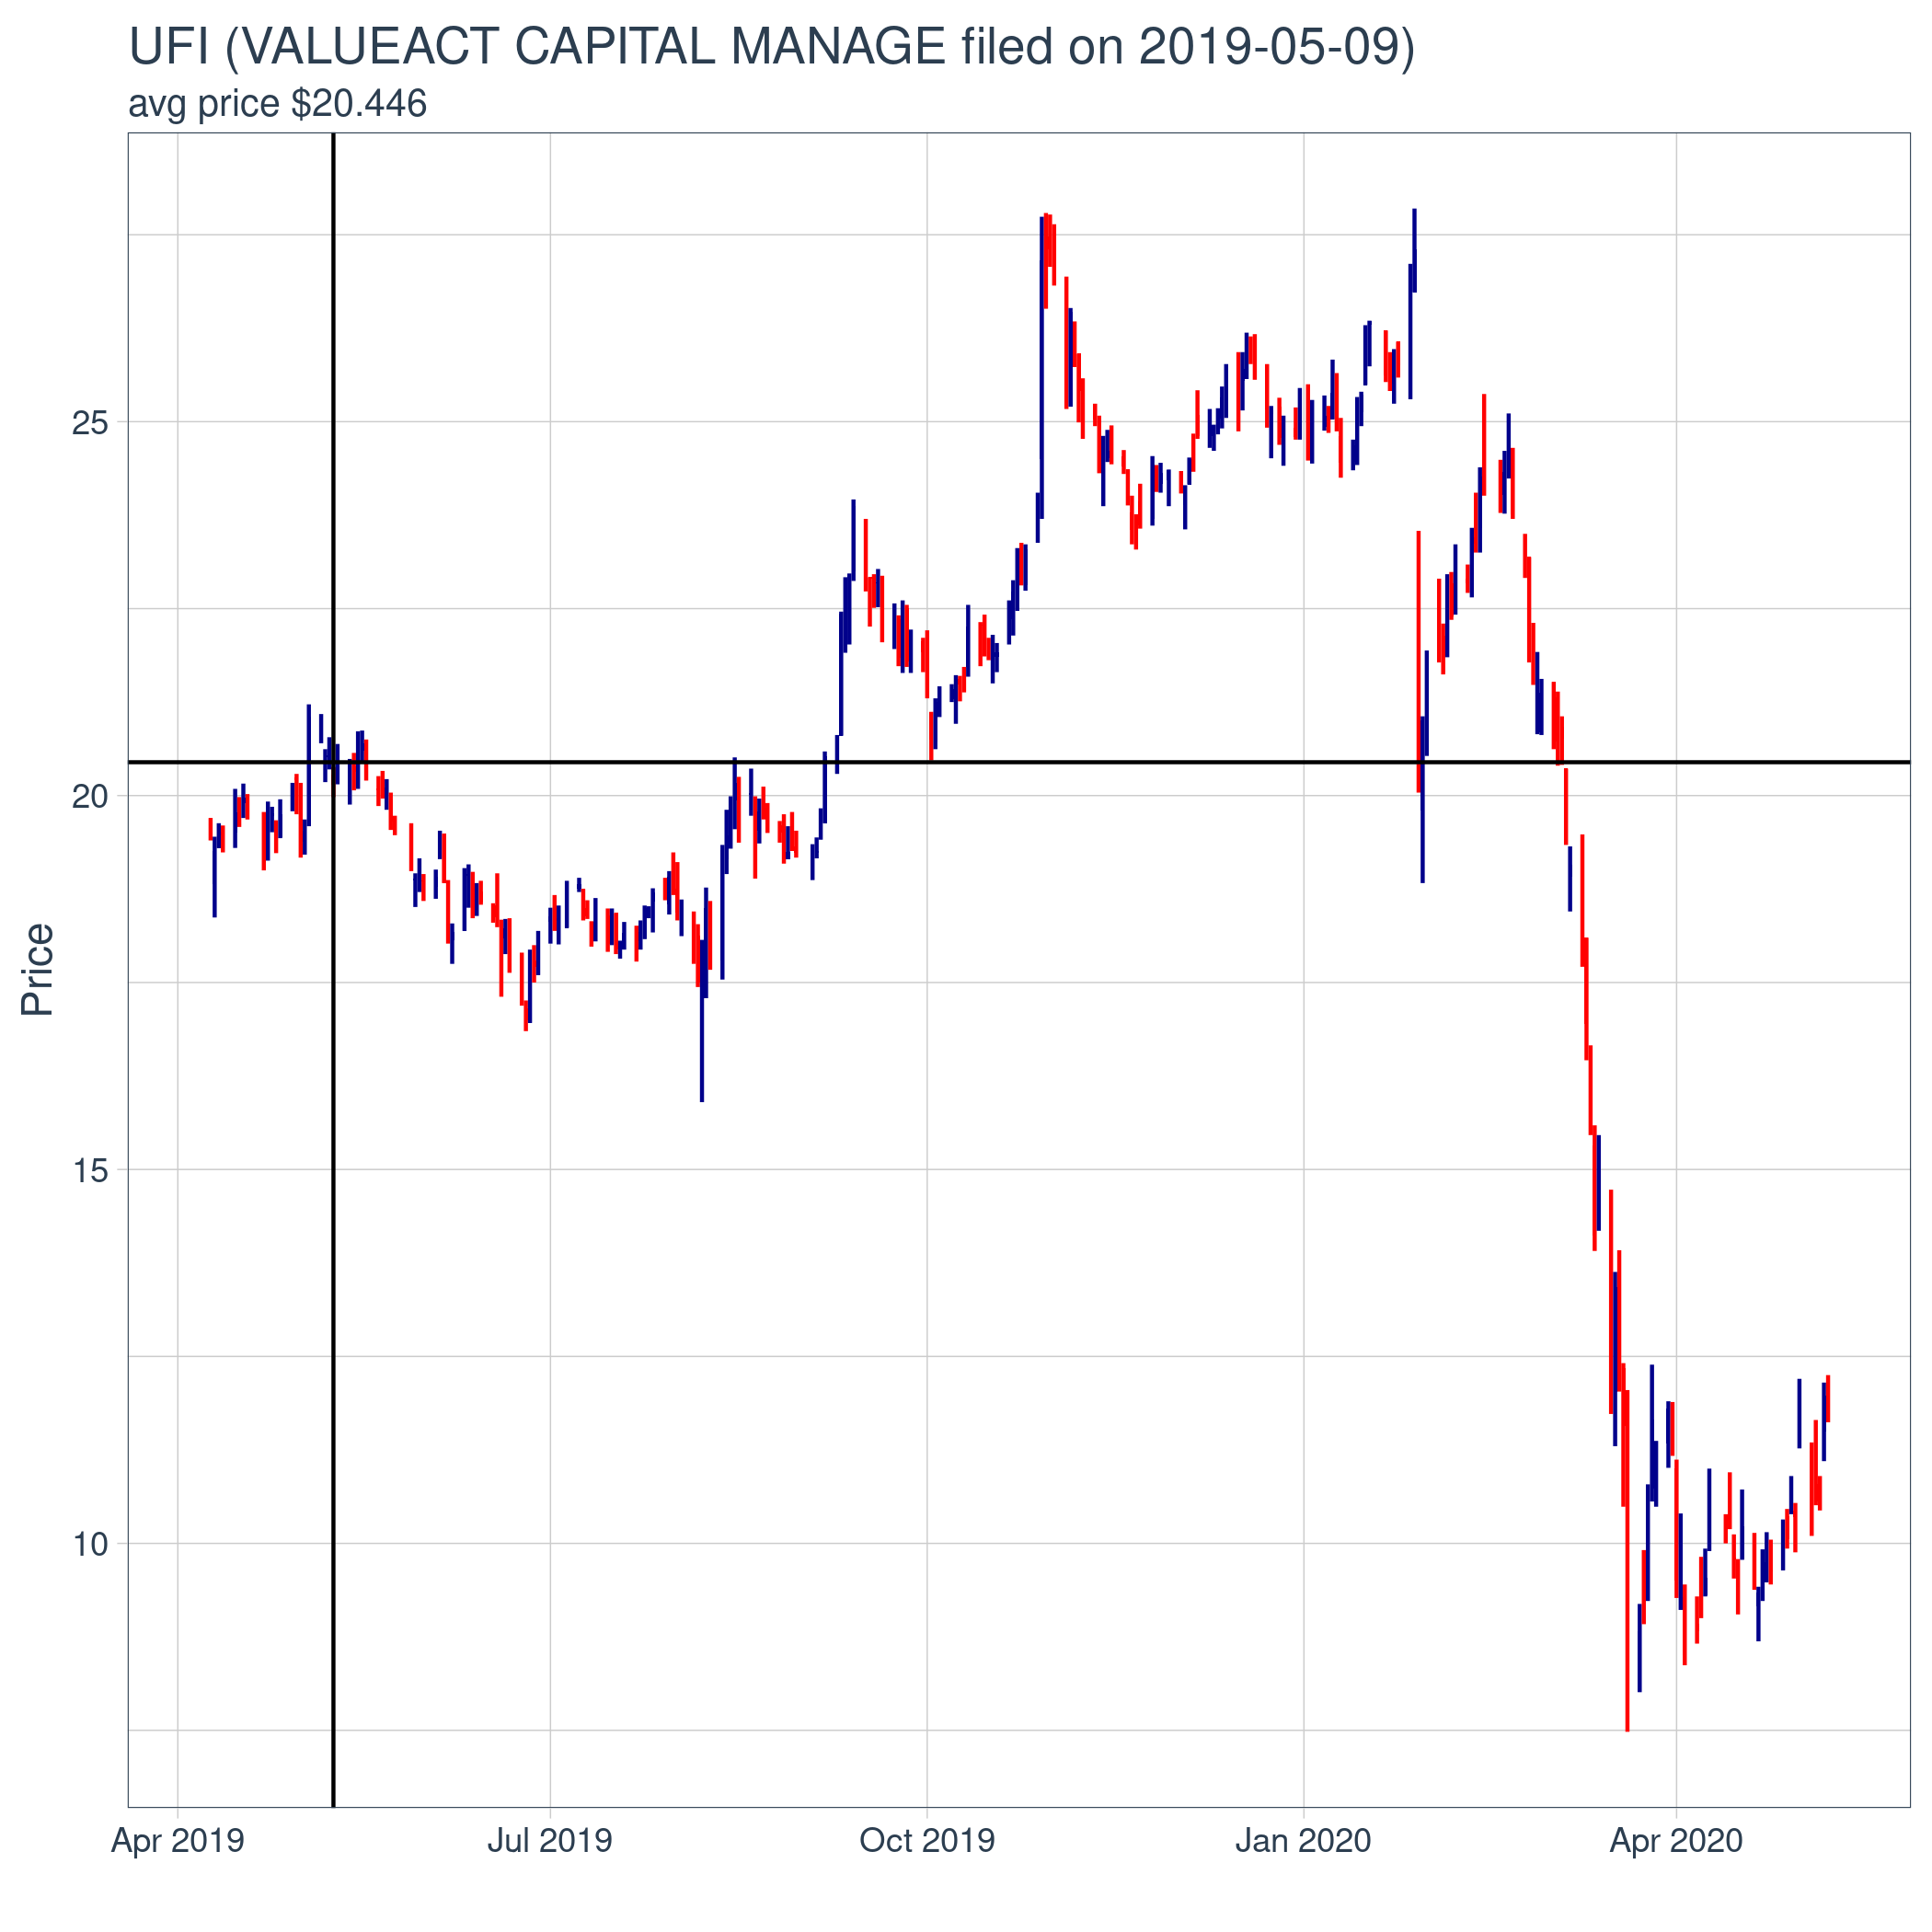 UFI (VALUEACT CAPITAL MANAGE filed on 2019-05-09)
avg price $20.446
Price
25
20
15
10
Apr 2019
Jul 2019
Oct 2019
Jan 2020
Apr 2020